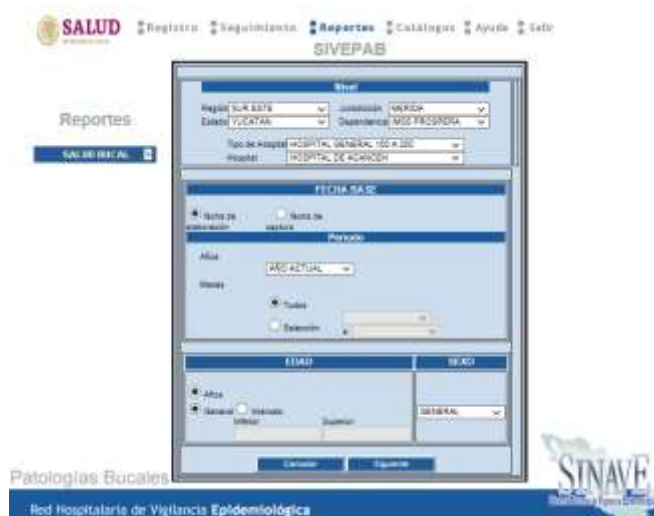 SALUD Registro Seguimiento Reportes Catálogos Ayuda Salir
SIVEPAB
Reportes
SALUD BUCAL
Nivel
Región SUR ESTE Jurisdicción MERIDA
Estado YUCATAN Dependencia IMSS PROSPERA
Tipo de Hospital HOSPITAL GENERAL 100 A 200
Hospital HOSPITAL DE ACANCEH
FECHA BASE
fecha de elaboración fecha de captura
Periodo
Años
AÑO ACTUAL
Meses
Todos
Selección
a
EDAD SEXO
Años
General Intervalo GENERAL
Inferior Superior
Cancelar Siguiente
Patologías Bucales
SINAVE
Red Hospitalaria de Vigilancia Epidemiológica